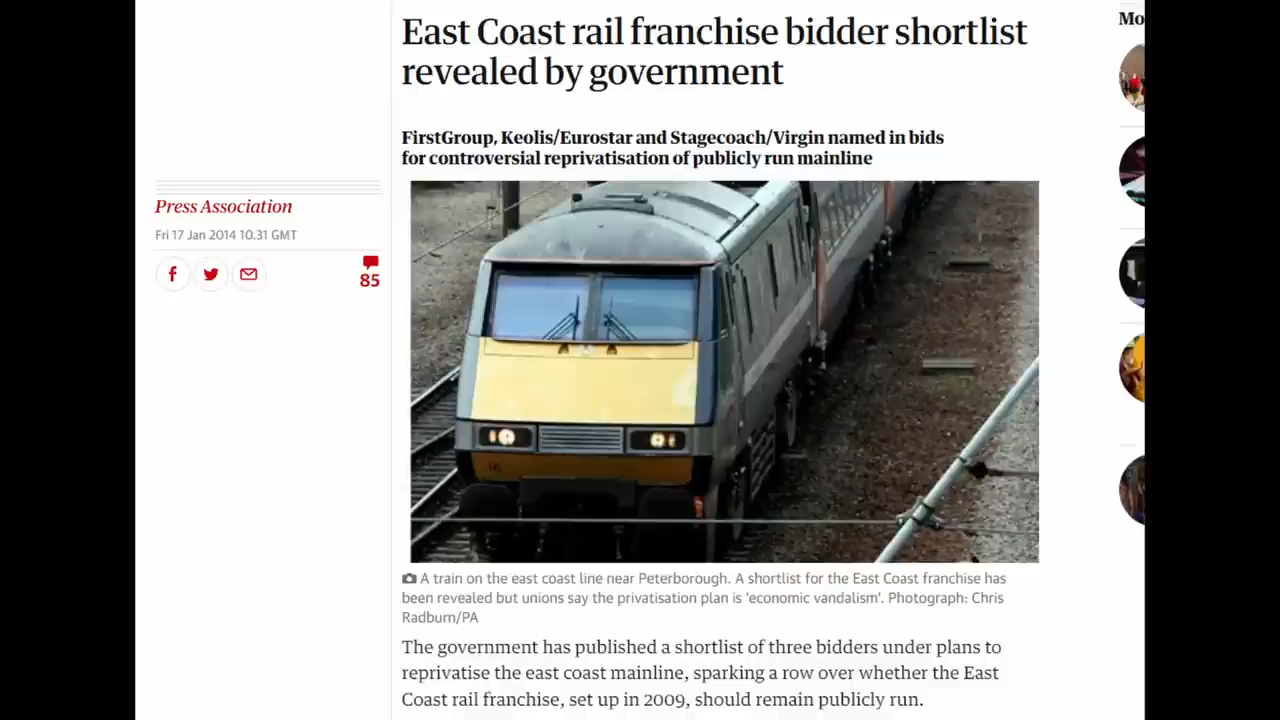 East Coast rail franchise bidder shortlist
revealed by government
Mo
FirstGroup, Keolis/Eurostar and Stagecoach/Virgin named in bids
for controversial reprivatisation of publicly run mainline
Press Association
Fri 17 Jan 2014 10.31 GMT
85
A train on the east coast line near Peterborough. A shortlist for the East Coast franchise has
been revealed but unions say the privatisation plan is 'economic vandalism'. Photograph: Chris
Radburn/PA
The government has published a shortlist of three bidders under plans to
reprivatise the east coast mainline, sparking a row over whether the East
Coast rail franchise, set up in 2009, should remain publicly run.